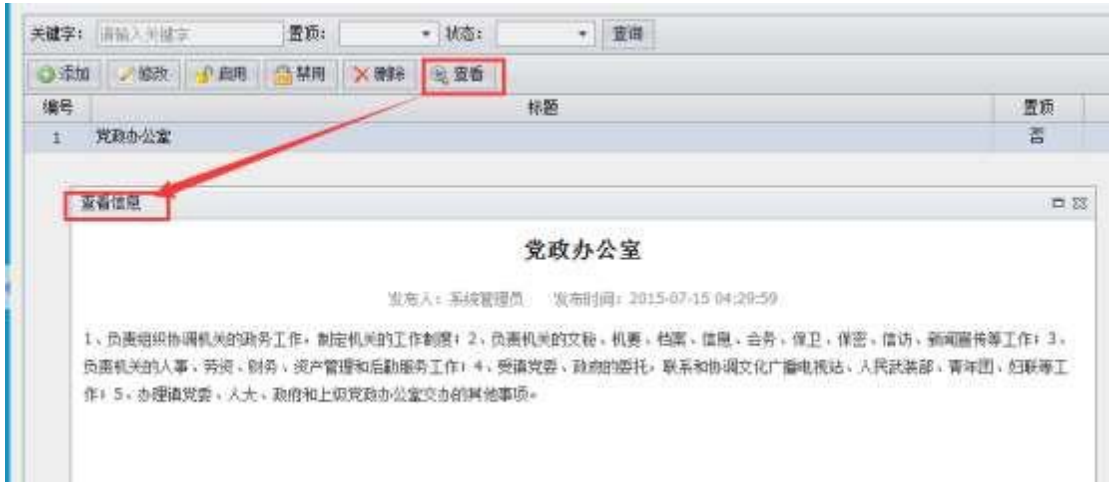 关键字： 请输入关键字 置顶： 状态： 查询
添加 修改 启用 禁用 删除 查看
编号 标题 置顶
1 党政办公室 否
查看信息
党政办公室
发布人：系统管理员 发布时间：2015-07-15 04:29:59
1、负责组织协调机关的政务工作，制定机关的工作制度；2、负责机关的文秘、机要、档案、信息、会务、保卫、保密、信访、新闻宣传等工作；3、
负责机关的人事、劳资、财务、资产管理和后勤服务工作；4、受镇党委、政府的委托，联系和协调文化广播电视站、人民武装部、青年团、妇联等工
作；5、办理镇党委、人大、政府和上级党政办公室交办的其他事项。